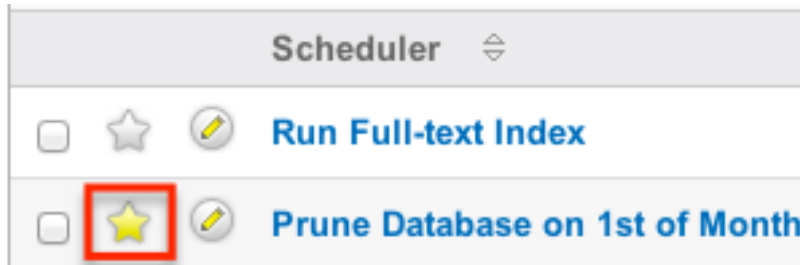 Scheduler
Run Full-text Index
Prune Database on 1st of Month